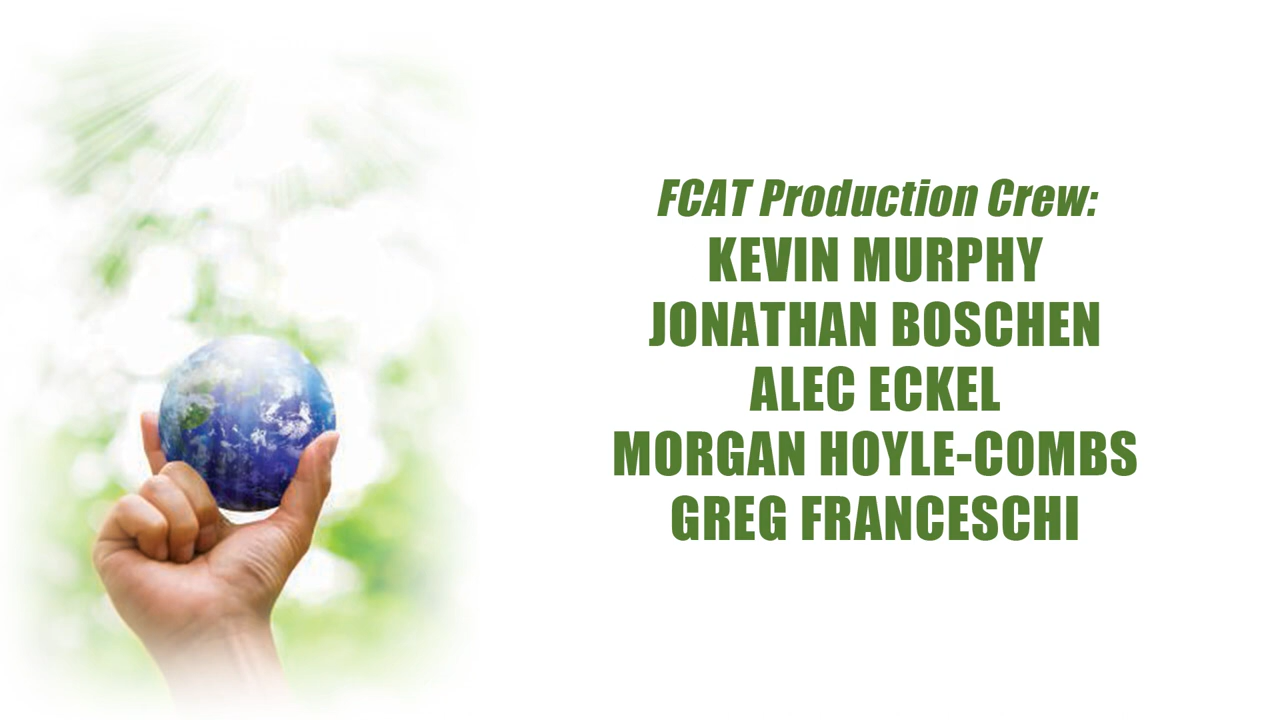 FCAT Production Crew:
KEVIN MURPHY
JONATHAN BOSCHEN
ALEC ECKEL
MORGAN HOYLE-COMBS
GREG FRANCESCHI